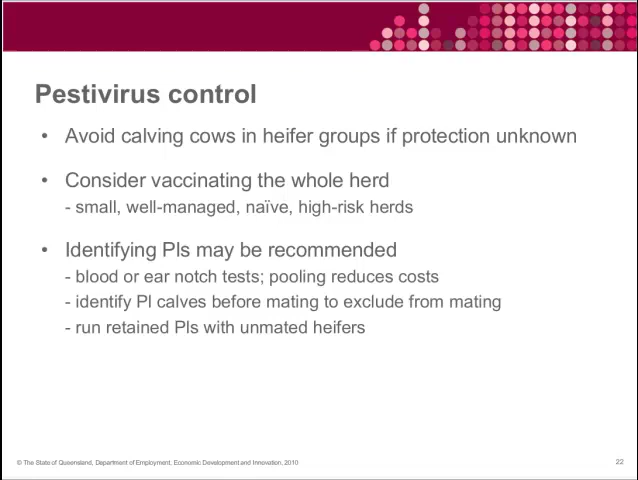 Pestivirus control
• Avoid calving cows in heifer groups if protection unknown
• Consider vaccinating the whole herd
- small, well-managed, naïve, high-risk herds
• Identifying PIs may be recommended
- blood or ear notch tests; pooling reduces costs
- identify PI calves before mating to exclude from mating
- run retained PIs with unmated heifers
© The State of Queensland, Department of Employment, Economic Development and Innovation, 2010
22